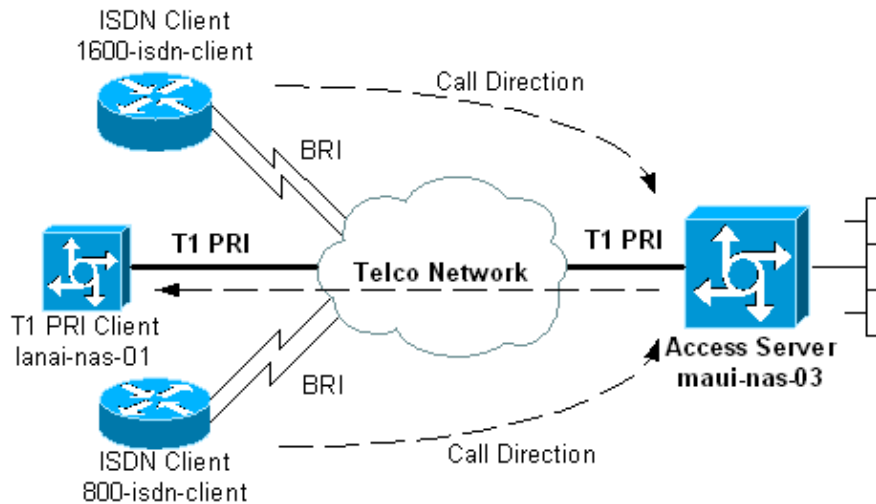 ISDN Client
1600-isdn-client
Call Direction
BRI
T1 PRI
T1 PRI
Telco Network
T1 PRI Client
lanai-nas-01
Access Server
maui-nas-03
BRI
Call Direction
ISDN Client
800-isdn-client